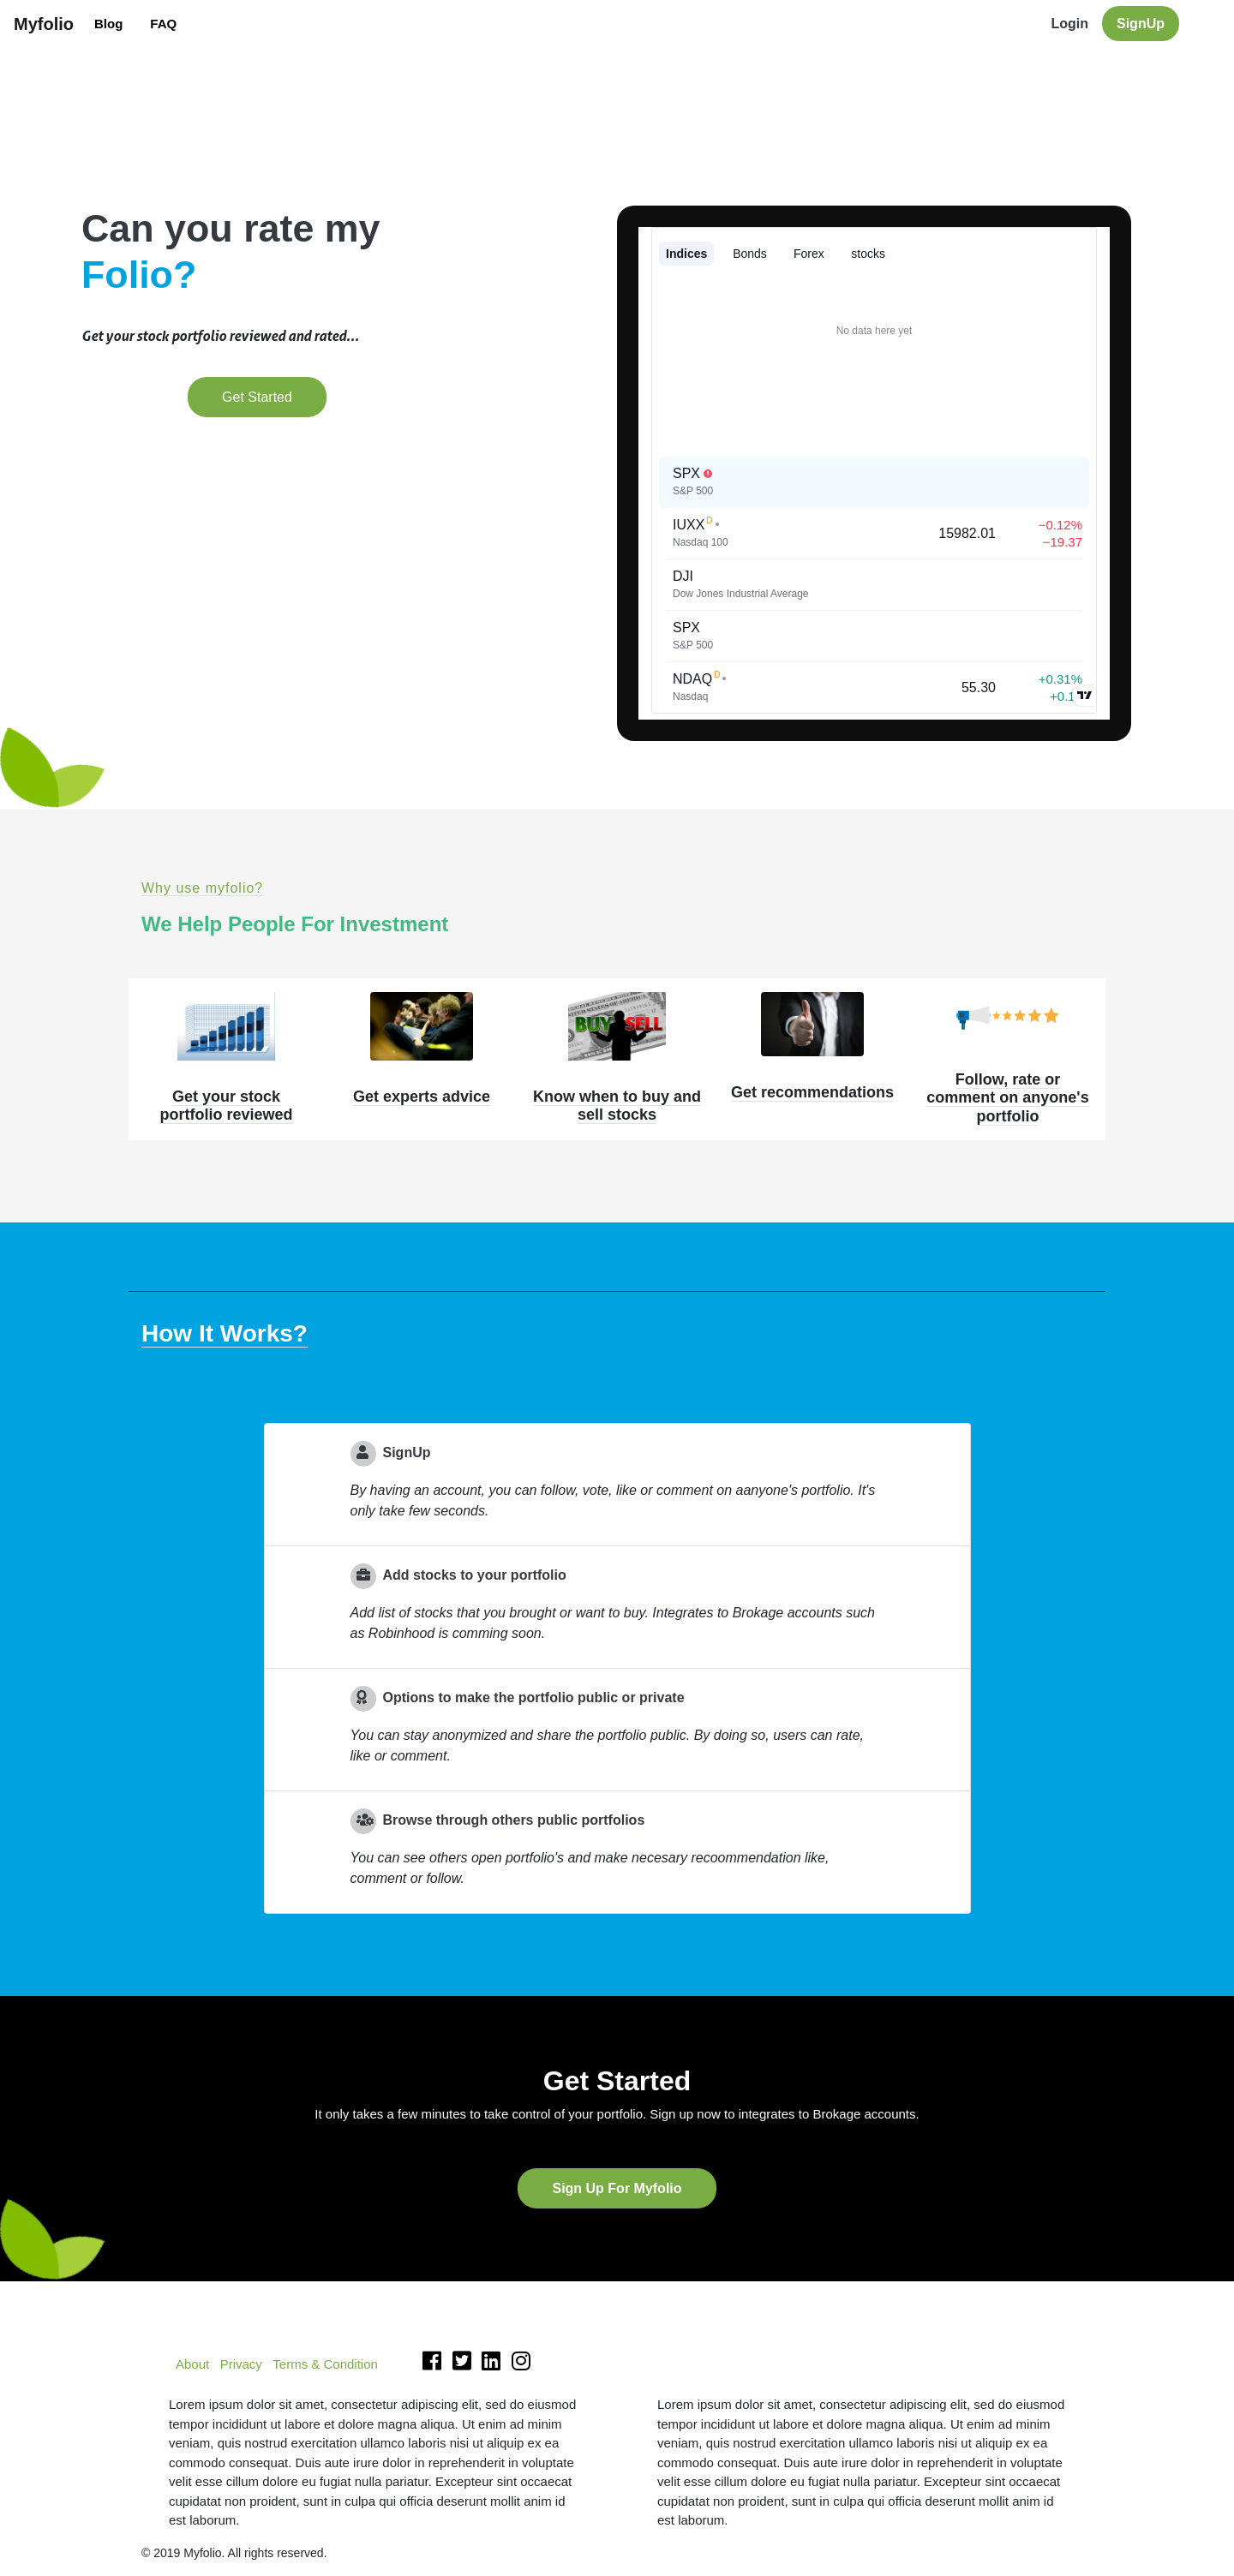 Myfolio Blog FAQ Login SignUp
Can you rate my
Folio?
Get your stock portfolio reviewed and rated...
Get Started
Indices Bonds Forex stocks
No data here yet
SPX
S&P 500
IUXX D 15982.01 −0.12%
Nasdaq 100 −19.37
DJI
Dow Jones Industrial Average
SPX
S&P 500
NDAQ D 55.30 +0.31%
Nasdaq
Why use myfolio?
We Help People For Investment
BUY SELL
Get your stock
portfolio reviewed
Get experts advice
Know when to buy and
sell stocks
Get recommendations
Follow, rate or
comment on anyone's
portfolio
How It Works?
SignUp
By having an account, you can follow, vote, like or comment on aanyone's portfolio. It's
only take few seconds.
Add stocks to your portfolio
Add list of stocks that you brought or want to buy. Integrates to Brokage accounts such
as Robinhood is comming soon.
Options to make the portfolio public or private
You can stay anonymized and share the portfolio public. By doing so, users can rate,
like or comment.
Browse through others public portfolios
You can see others open portfolio's and make necesary recoommendation like,
comment or follow.
Get Started
It only takes a few minutes to take control of your portfolio. Sign up now to integrates to Brokage accounts.
Sign Up For Myfolio
About Privacy Terms & Condition
Lorem ipsum dolor sit amet, consectetur adipiscing elit, sed do eiusmod
tempor incididunt ut labore et dolore magna aliqua. Ut enim ad minim
veniam, quis nostrud exercitation ullamco laboris nisi ut aliquip ex ea
commodo consequat. Duis aute irure dolor in reprehenderit in voluptate
velit esse cillum dolore eu fugiat nulla pariatur. Excepteur sint occaecat
cupidatat non proident, sunt in culpa qui officia deserunt mollit anim id
est laborum.
Lorem ipsum dolor sit amet, consectetur adipiscing elit, sed do eiusmod
tempor incididunt ut labore et dolore magna aliqua. Ut enim ad minim
veniam, quis nostrud exercitation ullamco laboris nisi ut aliquip ex ea
commodo consequat. Duis aute irure dolor in reprehenderit in voluptate
velit esse cillum dolore eu fugiat nulla pariatur. Excepteur sint occaecat
cupidatat non proident, sunt in culpa qui officia deserunt mollit anim id
est laborum.
© 2019 Myfolio. All rights reserved.